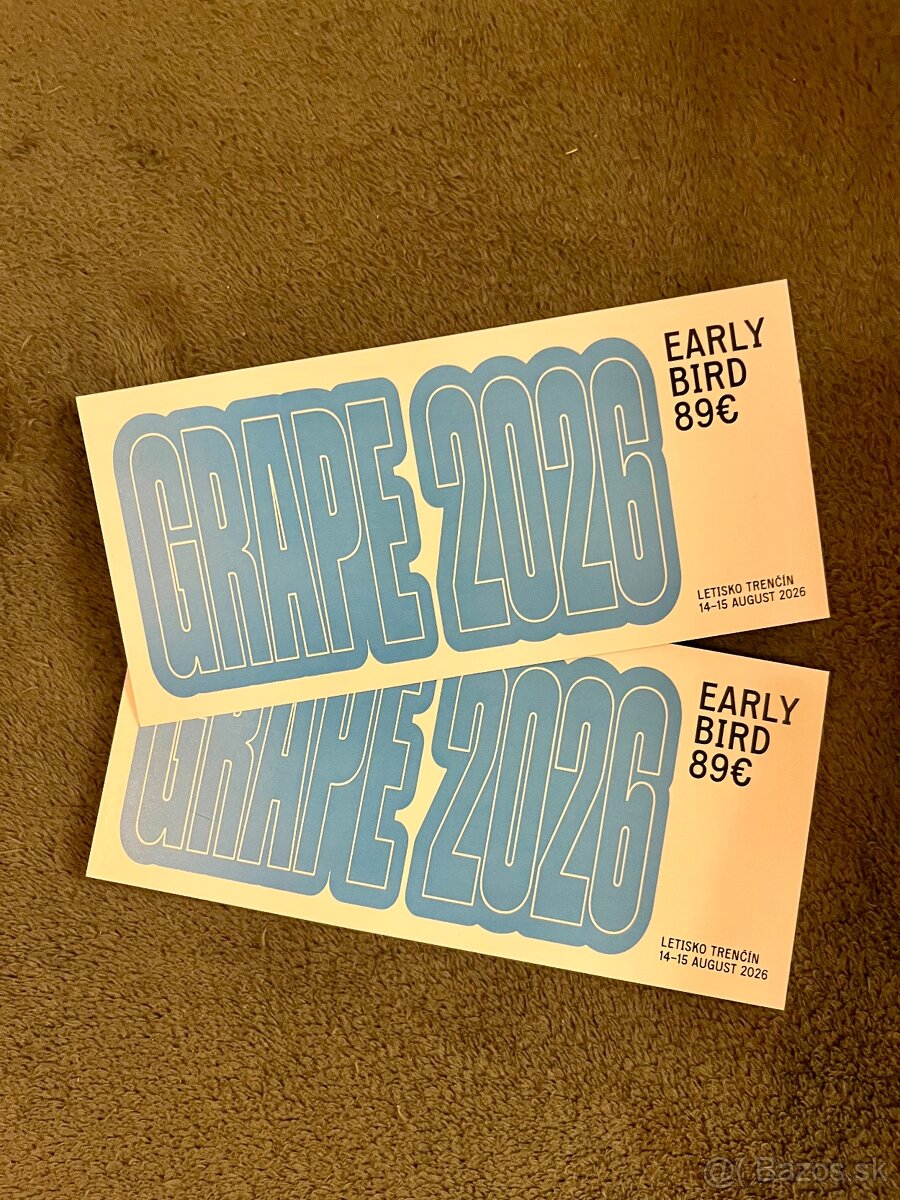 GRAPE 2026
EARLY
BIRD
89€
LETISKO TRENČÍN
14–15 AUGUST 2026
GRAPE 2026
EARLY
BIRD
89€
LETISKO TRENČÍN
14–15 AUGUST 2026
Bazos.sk